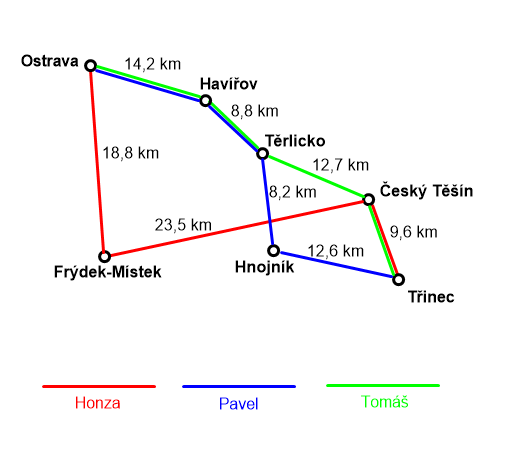 Ostrava
14,2 km
Havířov
8,8 km
Těrlicko
12,7 km
18,8 km
8,2 km
Český Těšín
23,5 km
9,6 km
12,6 km
Hnojník
Frýdek-Místek
Třinec
Honza
Pavel
Tomáš